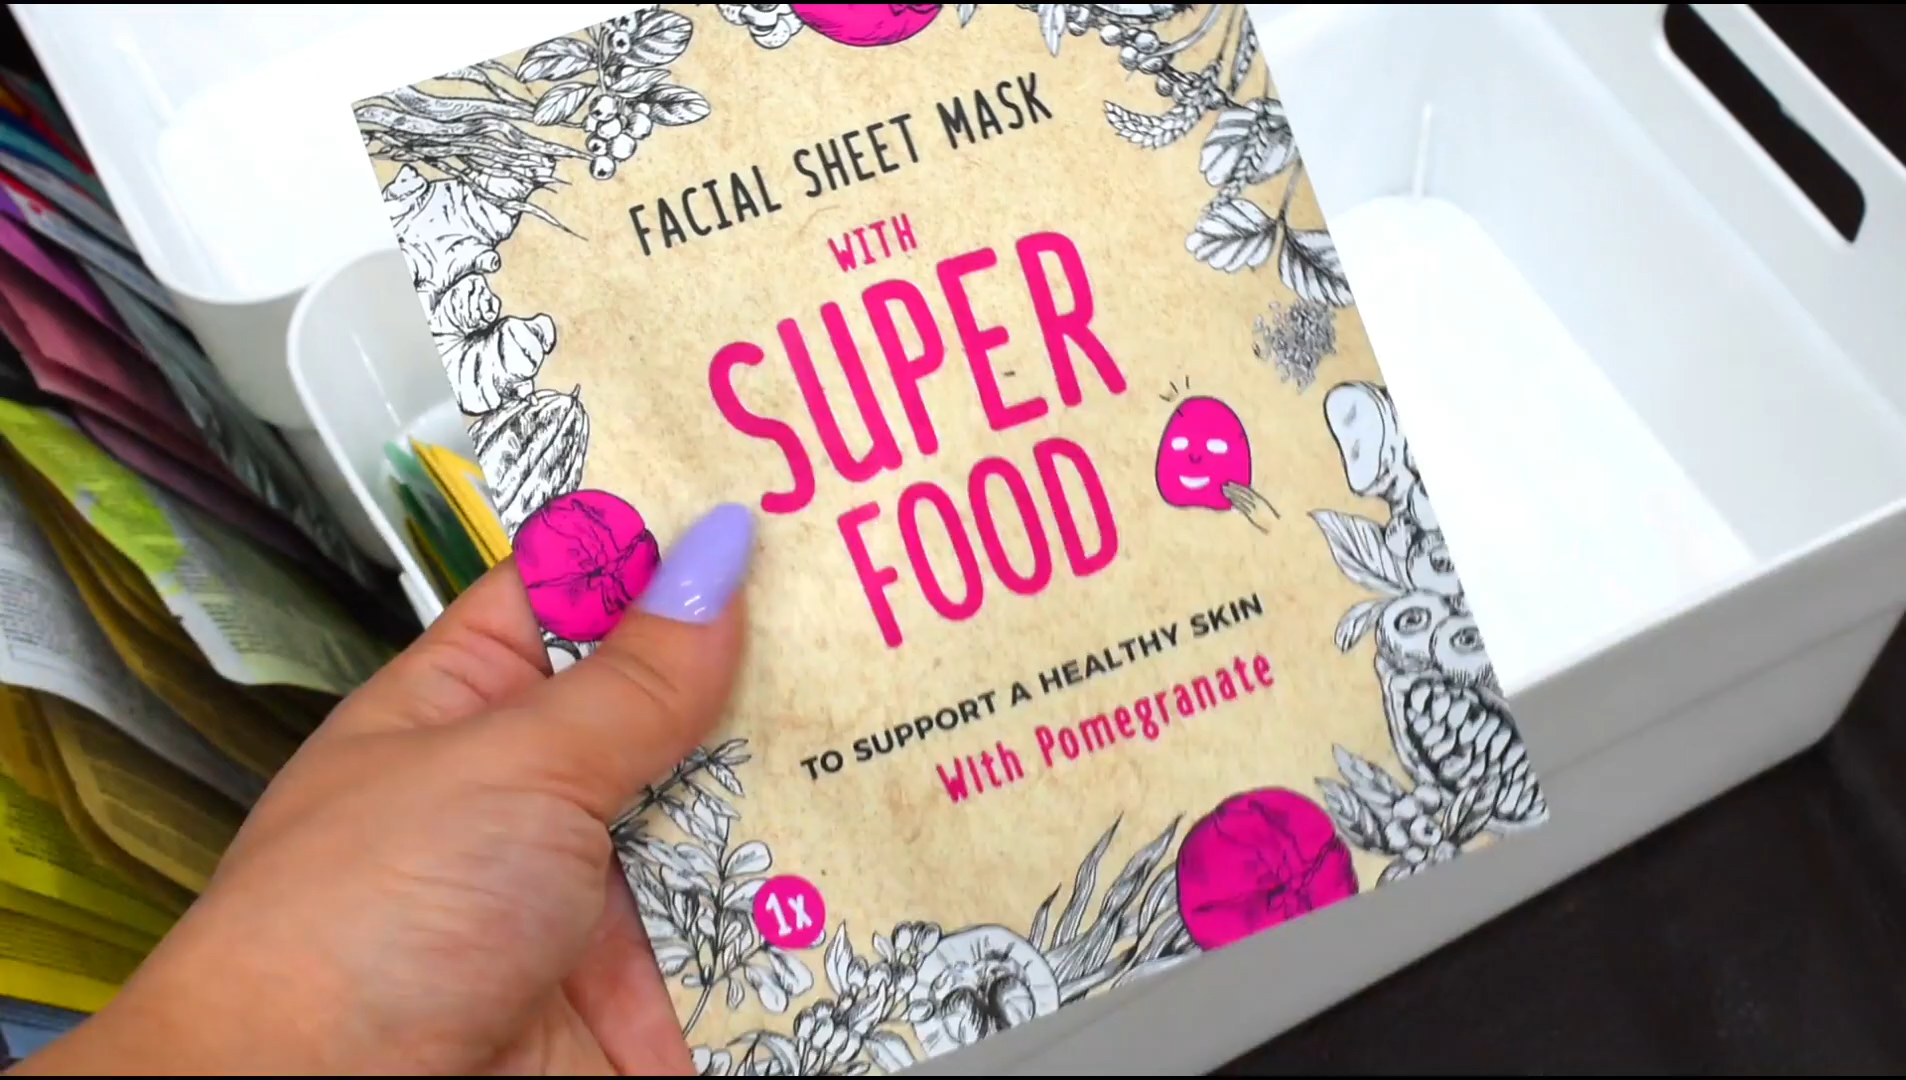 FACIAL SHEET MASK
WITH
SUPER
FOOD
TO SUPPORT A HEALTHY SKIN
With Pomegranate
1x